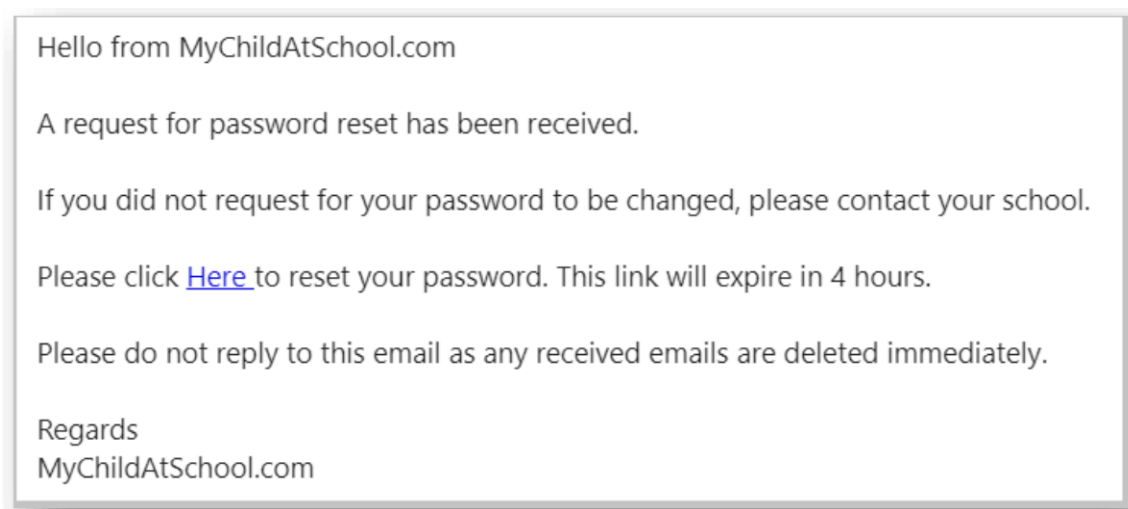 Hello from MyChildAtSchool.com
A request for password reset has been received.
If you did not request for your password to be changed, please contact your school.
Please click Here to reset your password. This link will expire in 4 hours.
Please do not reply to this email as any received emails are deleted immediately.
Regards
MyChildAtSchool.com